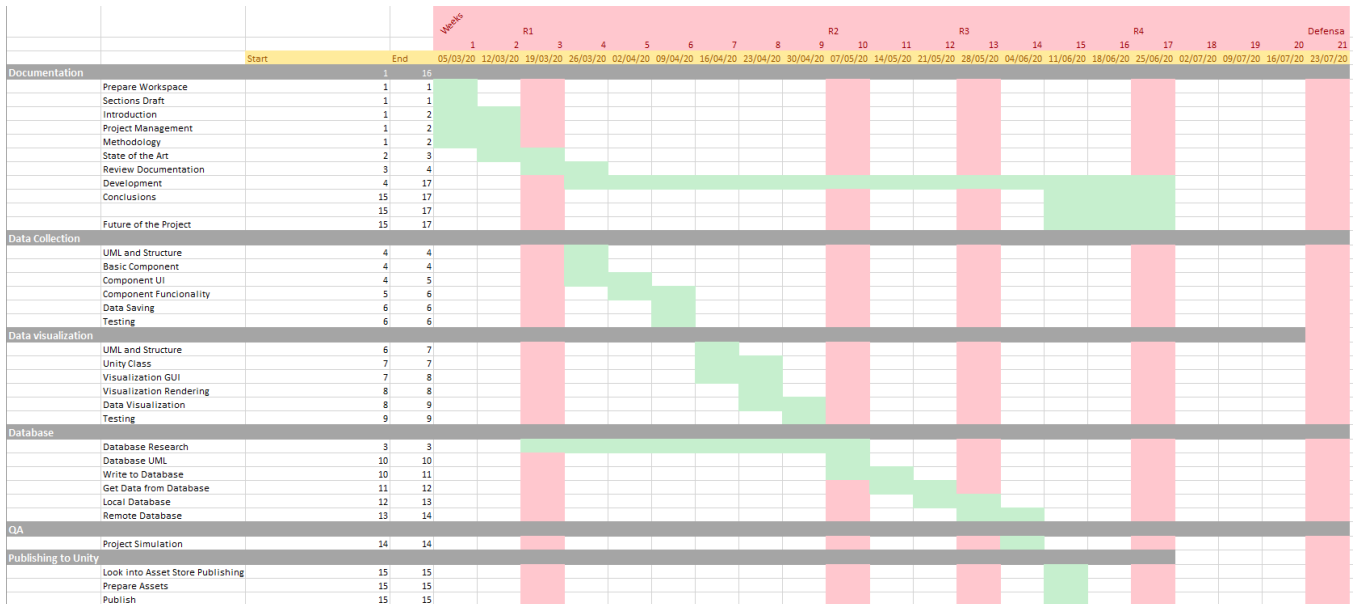 Weeks R1 R2 R3 R4 Defensa
1 2 3 4 5 6 7 8 9 10 11 12 13 14 15 16 17 18 19 20 21
Start End 05/03/20 12/03/20 19/03/20 26/03/20 02/04/20 09/04/20 16/04/20 23/04/20 30/04/20 07/05/20 14/05/20 21/05/20 28/05/20 04/06/20 11/06/20 18/06/20 25/06/20 02/07/20 09/07/20 16/07/20 23/07/20
Documentation 1 16
Prepare Workspace 1 1
Sections Draft 1 1
Introduction 1 2
Project Management 1 2
Methodology 1 2
State of the Art 2 3
Review Documentation 3 4
Development 4 17
Conclusions 15 17
15 17
Future of the Project 15 17
Data Collection
UML and Structure 4 4
Basic Component 4 4
Component UI 4 5
Component Funcionality 5 6
Data Saving 6 6
Testing 6 6
Data visualization
UML and Structure 6 7
Unity Class 7 7
Visualization GUI 7 8
Visualization Rendering 8 8
Data Visualization 8 9
Testing 9 9
Database
Database Research 3 3
Database UML 10 10
Write to Database 10 11
Get Data from Database 11 12
Local Database 12 13
Remote Database 13 14
QA
Project Simulation 14 14
Publishing to Unity
Look into Asset Store Publishing 15 15
Prepare Assets 15 15
Publish 15 15